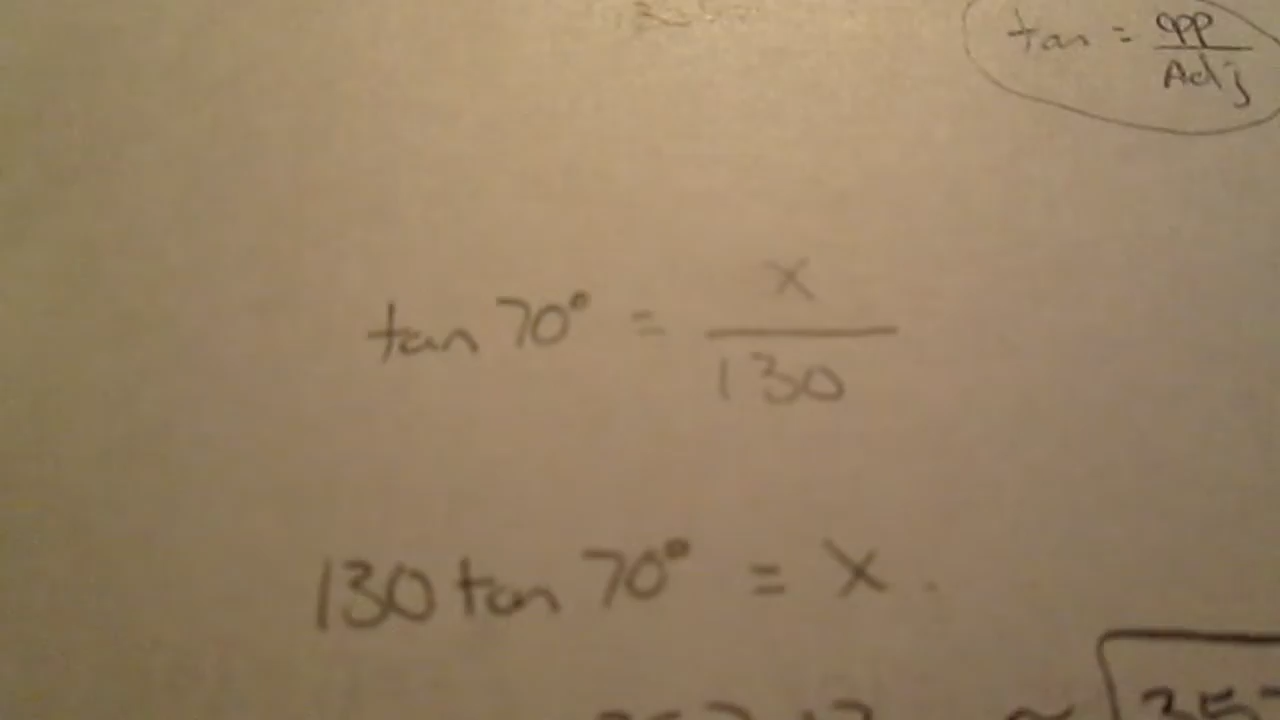 tan = opp/Adj
tan 70° = x/130
130 tan 70° = x.